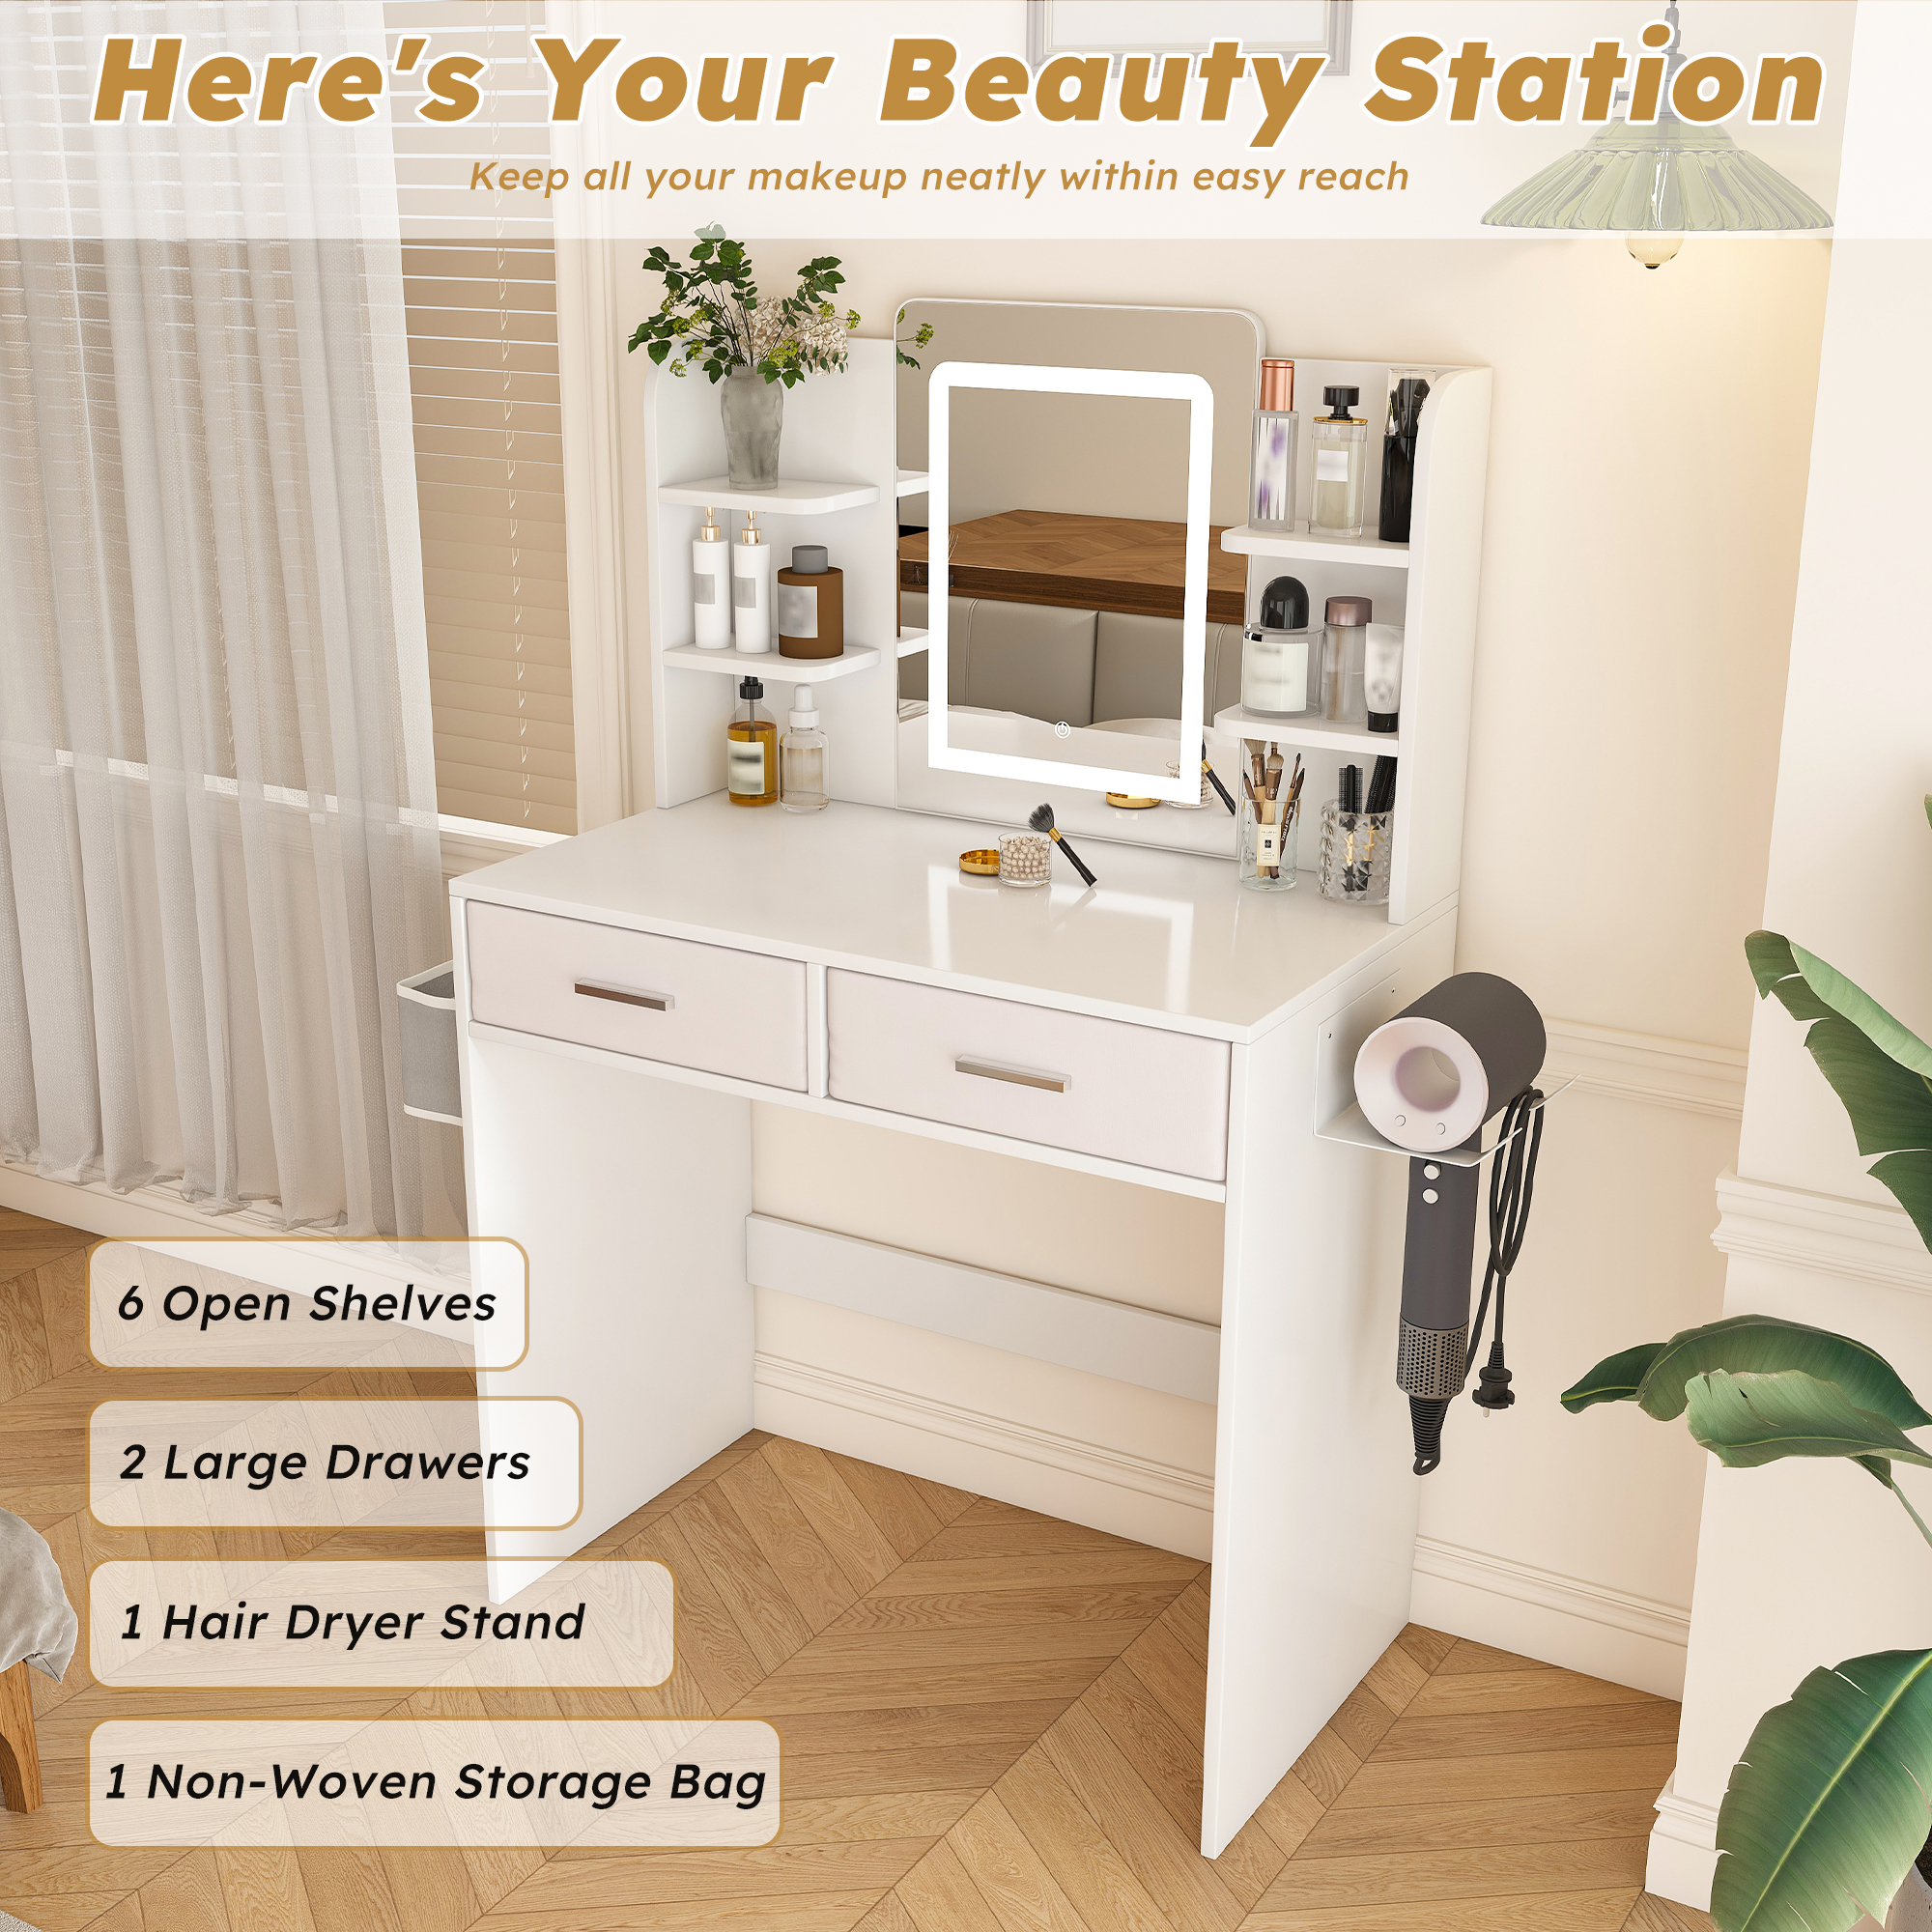 Here's Your Beauty Station
Keep all your makeup neatly within easy reach
6 Open Shelves
2 Large Drawers
1 Hair Dryer Stand
1 Non-Woven Storage Bag